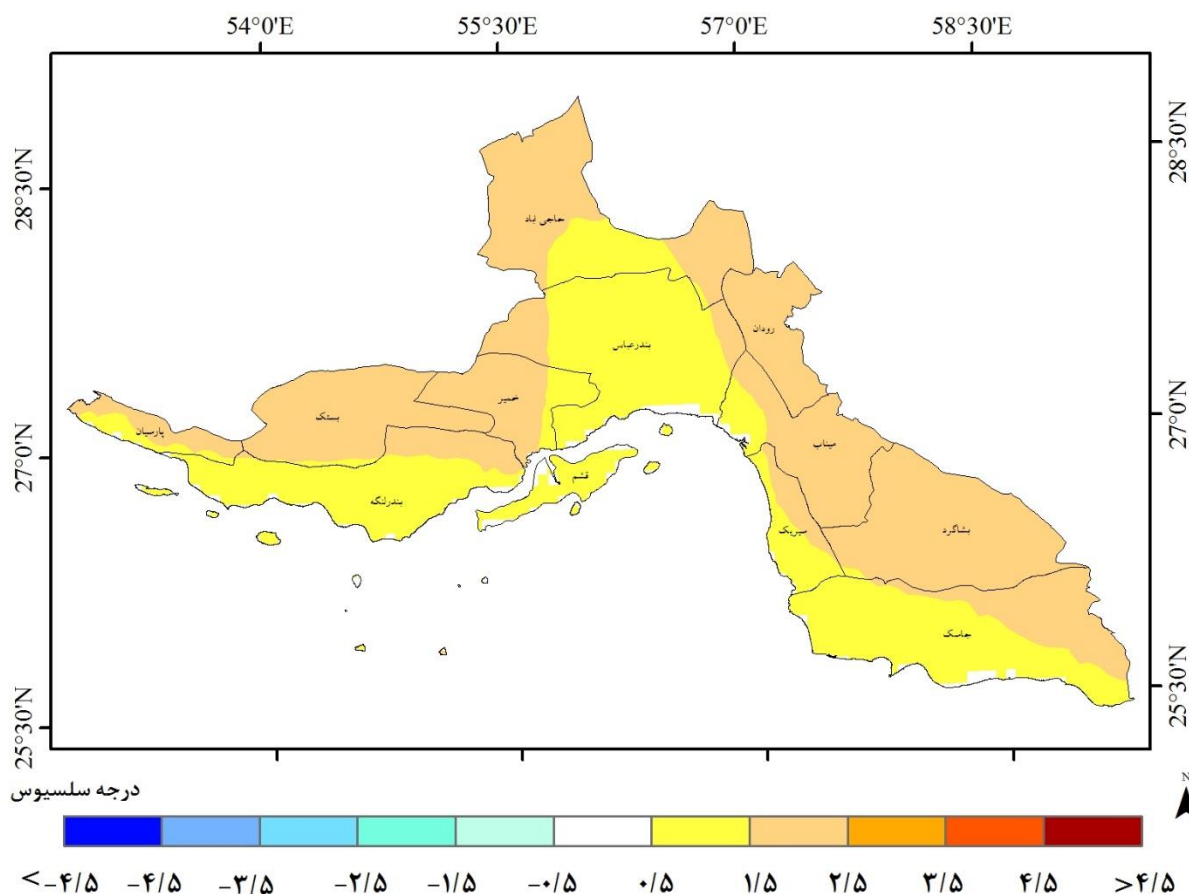 54°0'E 55°30'E 57°0'E 58°30'E
28°30'N 28°30'N
حاجی آباد
رودان
بندرعباس
خمیر
بستک
پارسیان
27°0'N 27°0'N
میناب
قشم
بندرلنگه
سیریک
بشاگرد
جاسک
25°30'N 25°30'N
درجه سلسیوس
N
<-۴/۵ -۴/۵ -۳/۵ -۲/۵ -۱/۵ -۰/۵ ۰/۵ ۱/۵ ۲/۵ ۳/۵ ۴/۵ >۴/۵